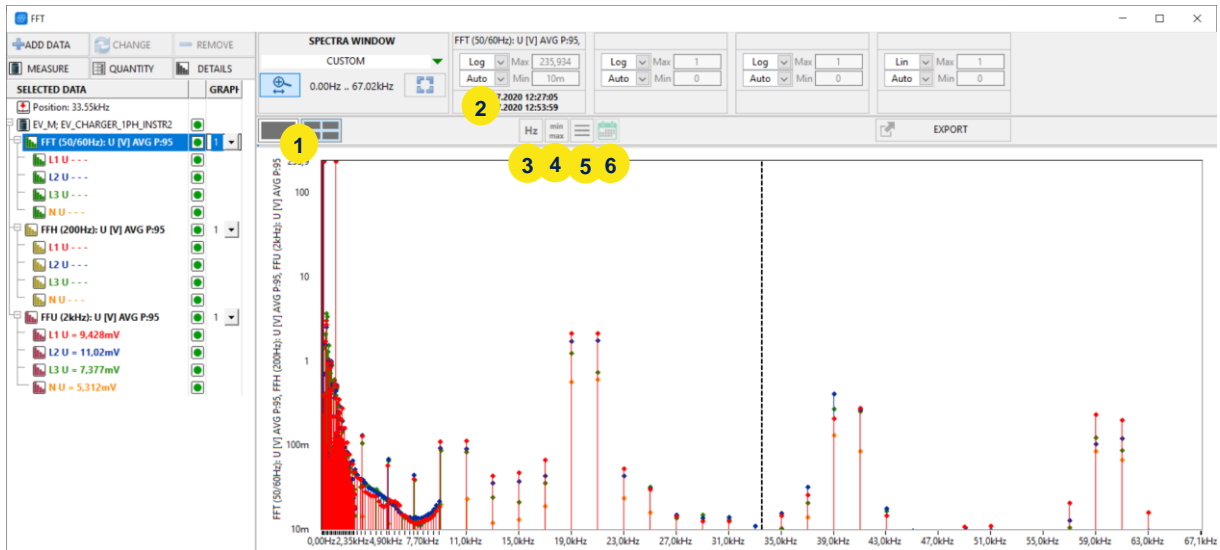 FFT
ADD DATA CHANGE REMOVE
MEASURE QUANTITY DETAILS
SELECTED DATA GRAPH
Position: 33.55kHz
EV_M; EV_CHARGER_1PH_INSTR2
FFT (50/60Hz): U [V] AVG P:95 1
L1 U - - -
L2 U - - -
L3 U - - -
N U - - -
FFH (200Hz): U [V] AVG P:95 1
L1 U - - -
L2 U - - -
L3 U - - -
N U - - -
FFU (2kHz): U [V] AVG P:95 1
L1 U = 9,428mV
L2 U = 11,02mV
L3 U = 7,377mV
N U = 5,312mV
SPECTRA WINDOW
CUSTOM
0.00Hz .. 67.02kHz
FFT (50/60Hz): U [V] AVG P:95,
Log Max 235,934
Auto Min 10m
7.2020 12:27:05
7.2020 12:53:59
Log Max 1
Auto Min 0
Log Max 1
Auto Min 0
Lin Max 1
Auto Min 0
Hz min max
EXPORT
1
2
3
4
5
6
FFT (50/60Hz): U [V] AVG P:95, FFH (200Hz): U [V] AVG P:95, FFU (2kHz): U [V] AVG P:95
100
10
1
100m
10m
0,00Hz 2,35kHz 4,90kHz 7,70kHz 11,0kHz 15,0kHz 19,0kHz 23,0kHz 27,0kHz 31,0kHz 35,0kHz 39,0kHz 43,0kHz 47,0kHz 51,0kHz 55,0kHz 59,0kHz 63,0kHz 67,1kHz